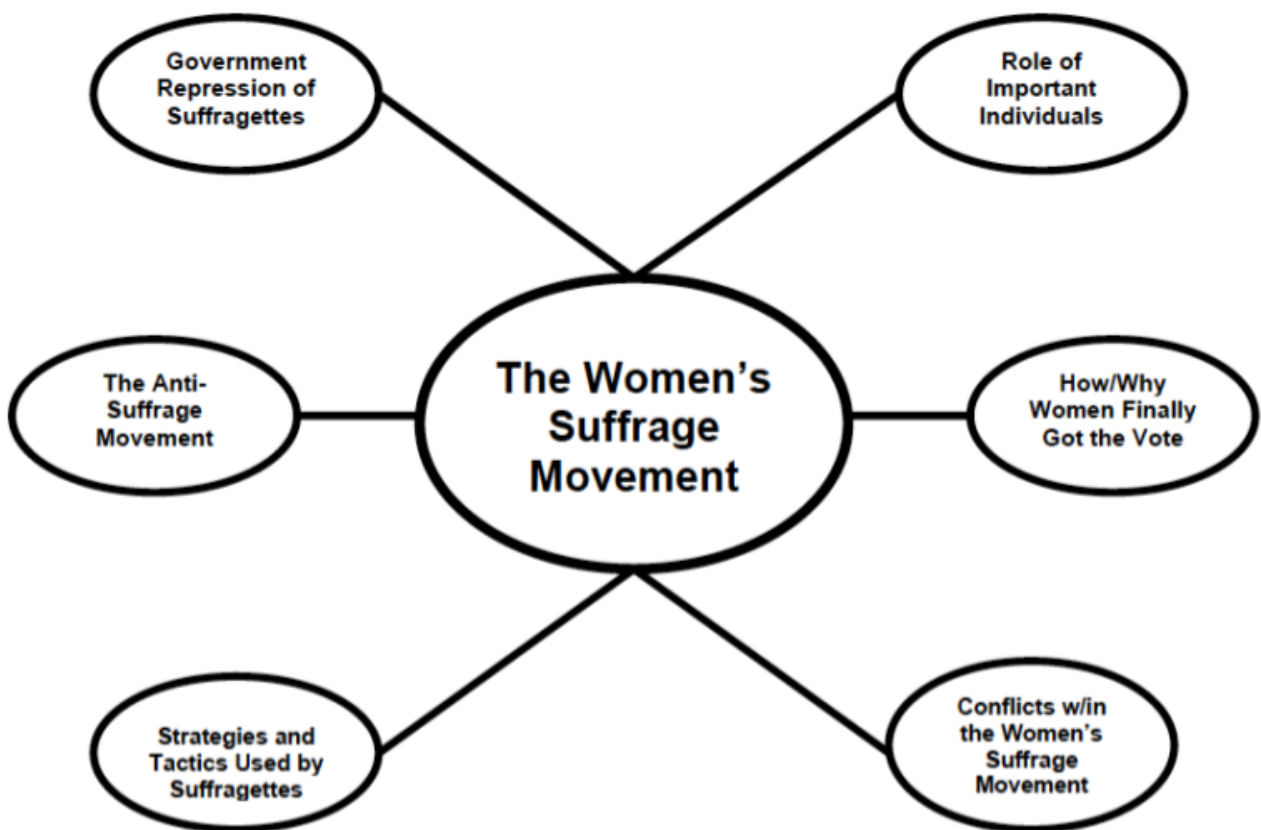 Government
Repression of
Suffragettes
Role of
Important
Individuals
The Anti-
Suffrage
Movement
The Women’s
Suffrage
Movement
How/Why
Women Finally
Got the Vote
Strategies and
Tactics Used by
Suffragettes
Conflicts w/in
the Women’s
Suffrage
Movement